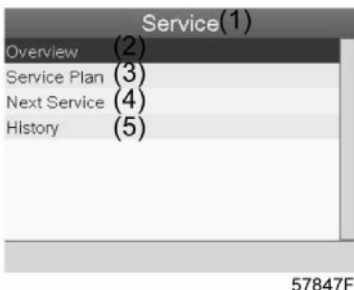 Service(1)
Overview (2)
Service Plan (3)
Next Service (4)
History (5)
57847F